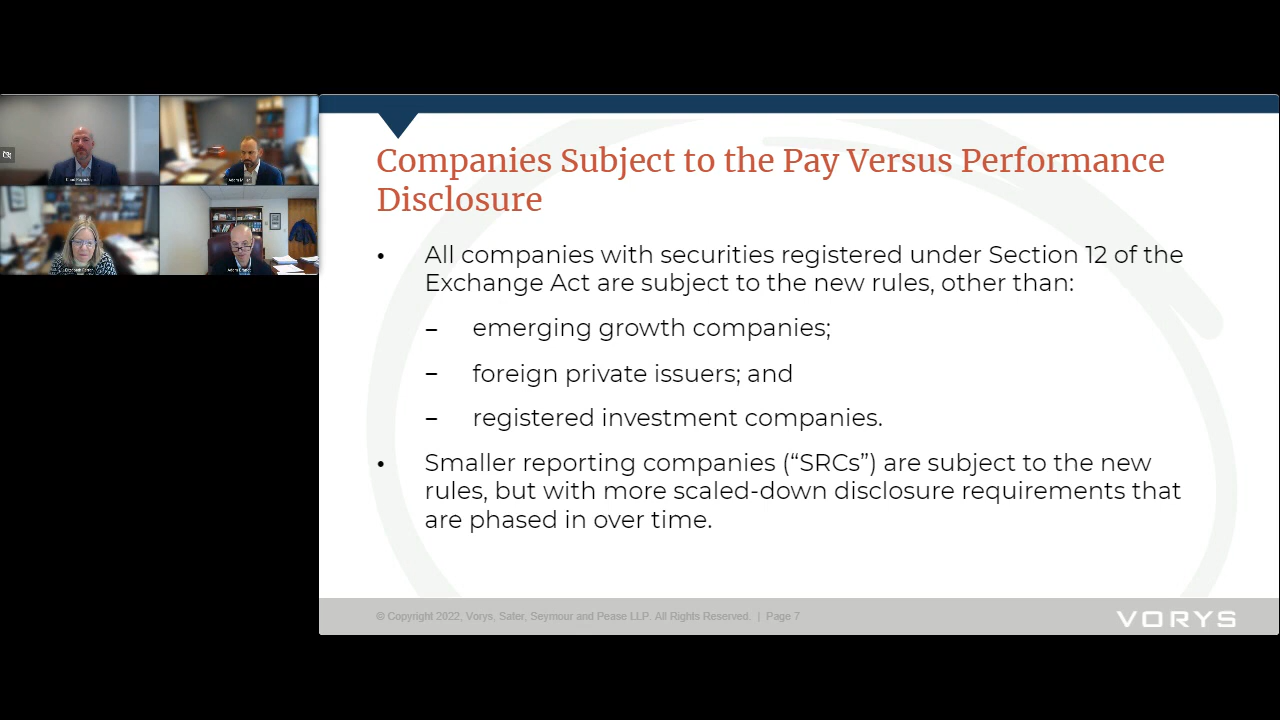 Companies Subject to the Pay Versus Performance
Disclosure
• All companies with securities registered under Section 12 of the
Exchange Act are subject to the new rules, other than:
– emerging growth companies;
– foreign private issuers; and
– registered investment companies.
• Smaller reporting companies (“SRCs”) are subject to the new
rules, but with more scaled-down disclosure requirements that
are phased in over time.
© Copyright 2022, Vorys, Sater, Seymour and Pease LLP. All Rights Reserved. | Page 7
VORYS